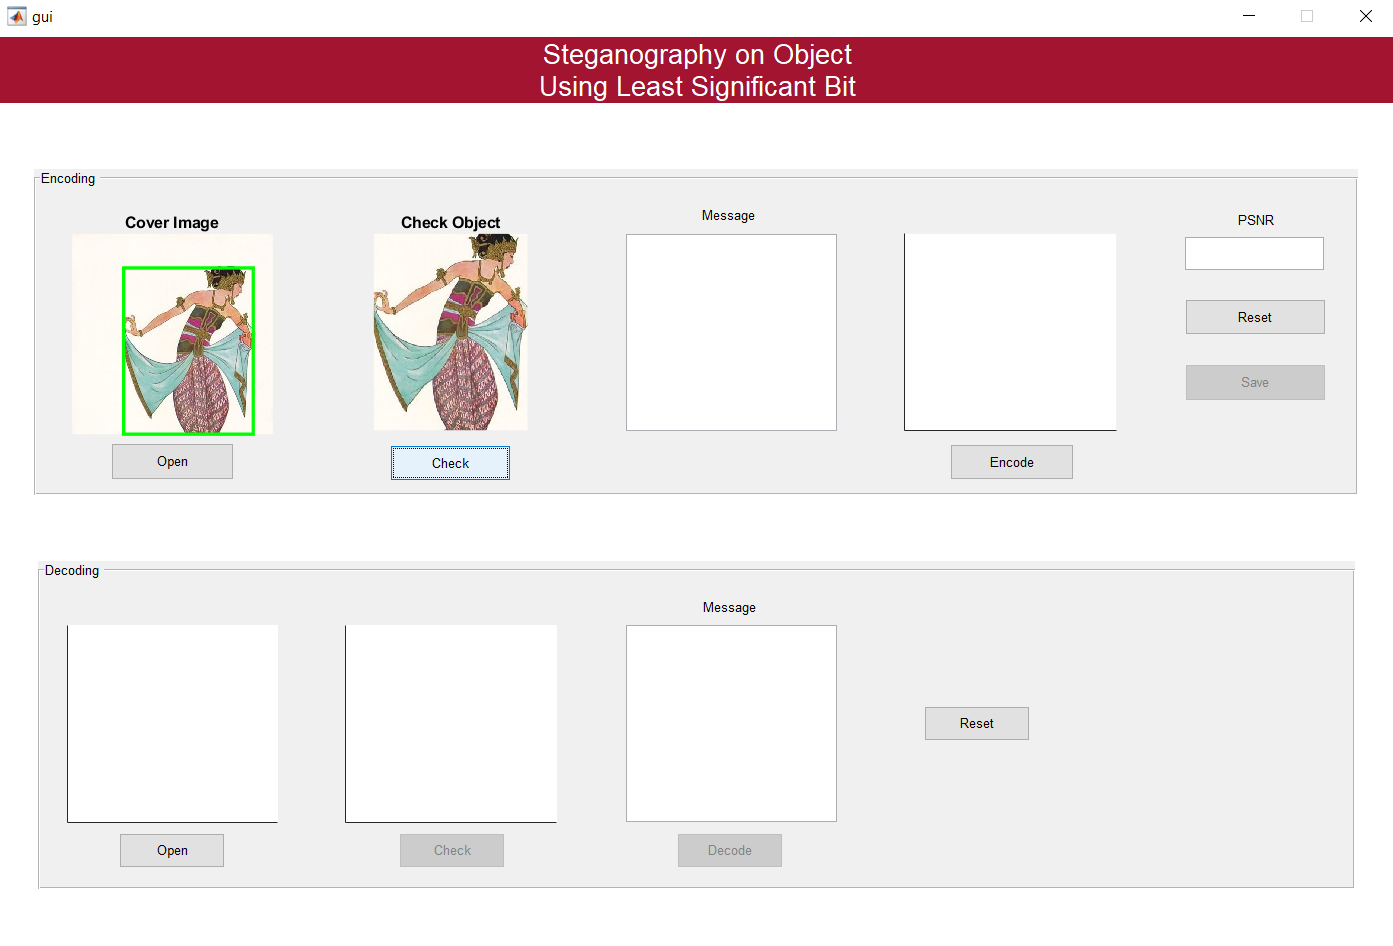 gui
Steganography on Object
Using Least Significant Bit
Encoding
Cover Image
Check Object
Message
PSNR
Reset
Save
Open
Check
Encode
Decoding
Message
Reset
Open
Check
Decode